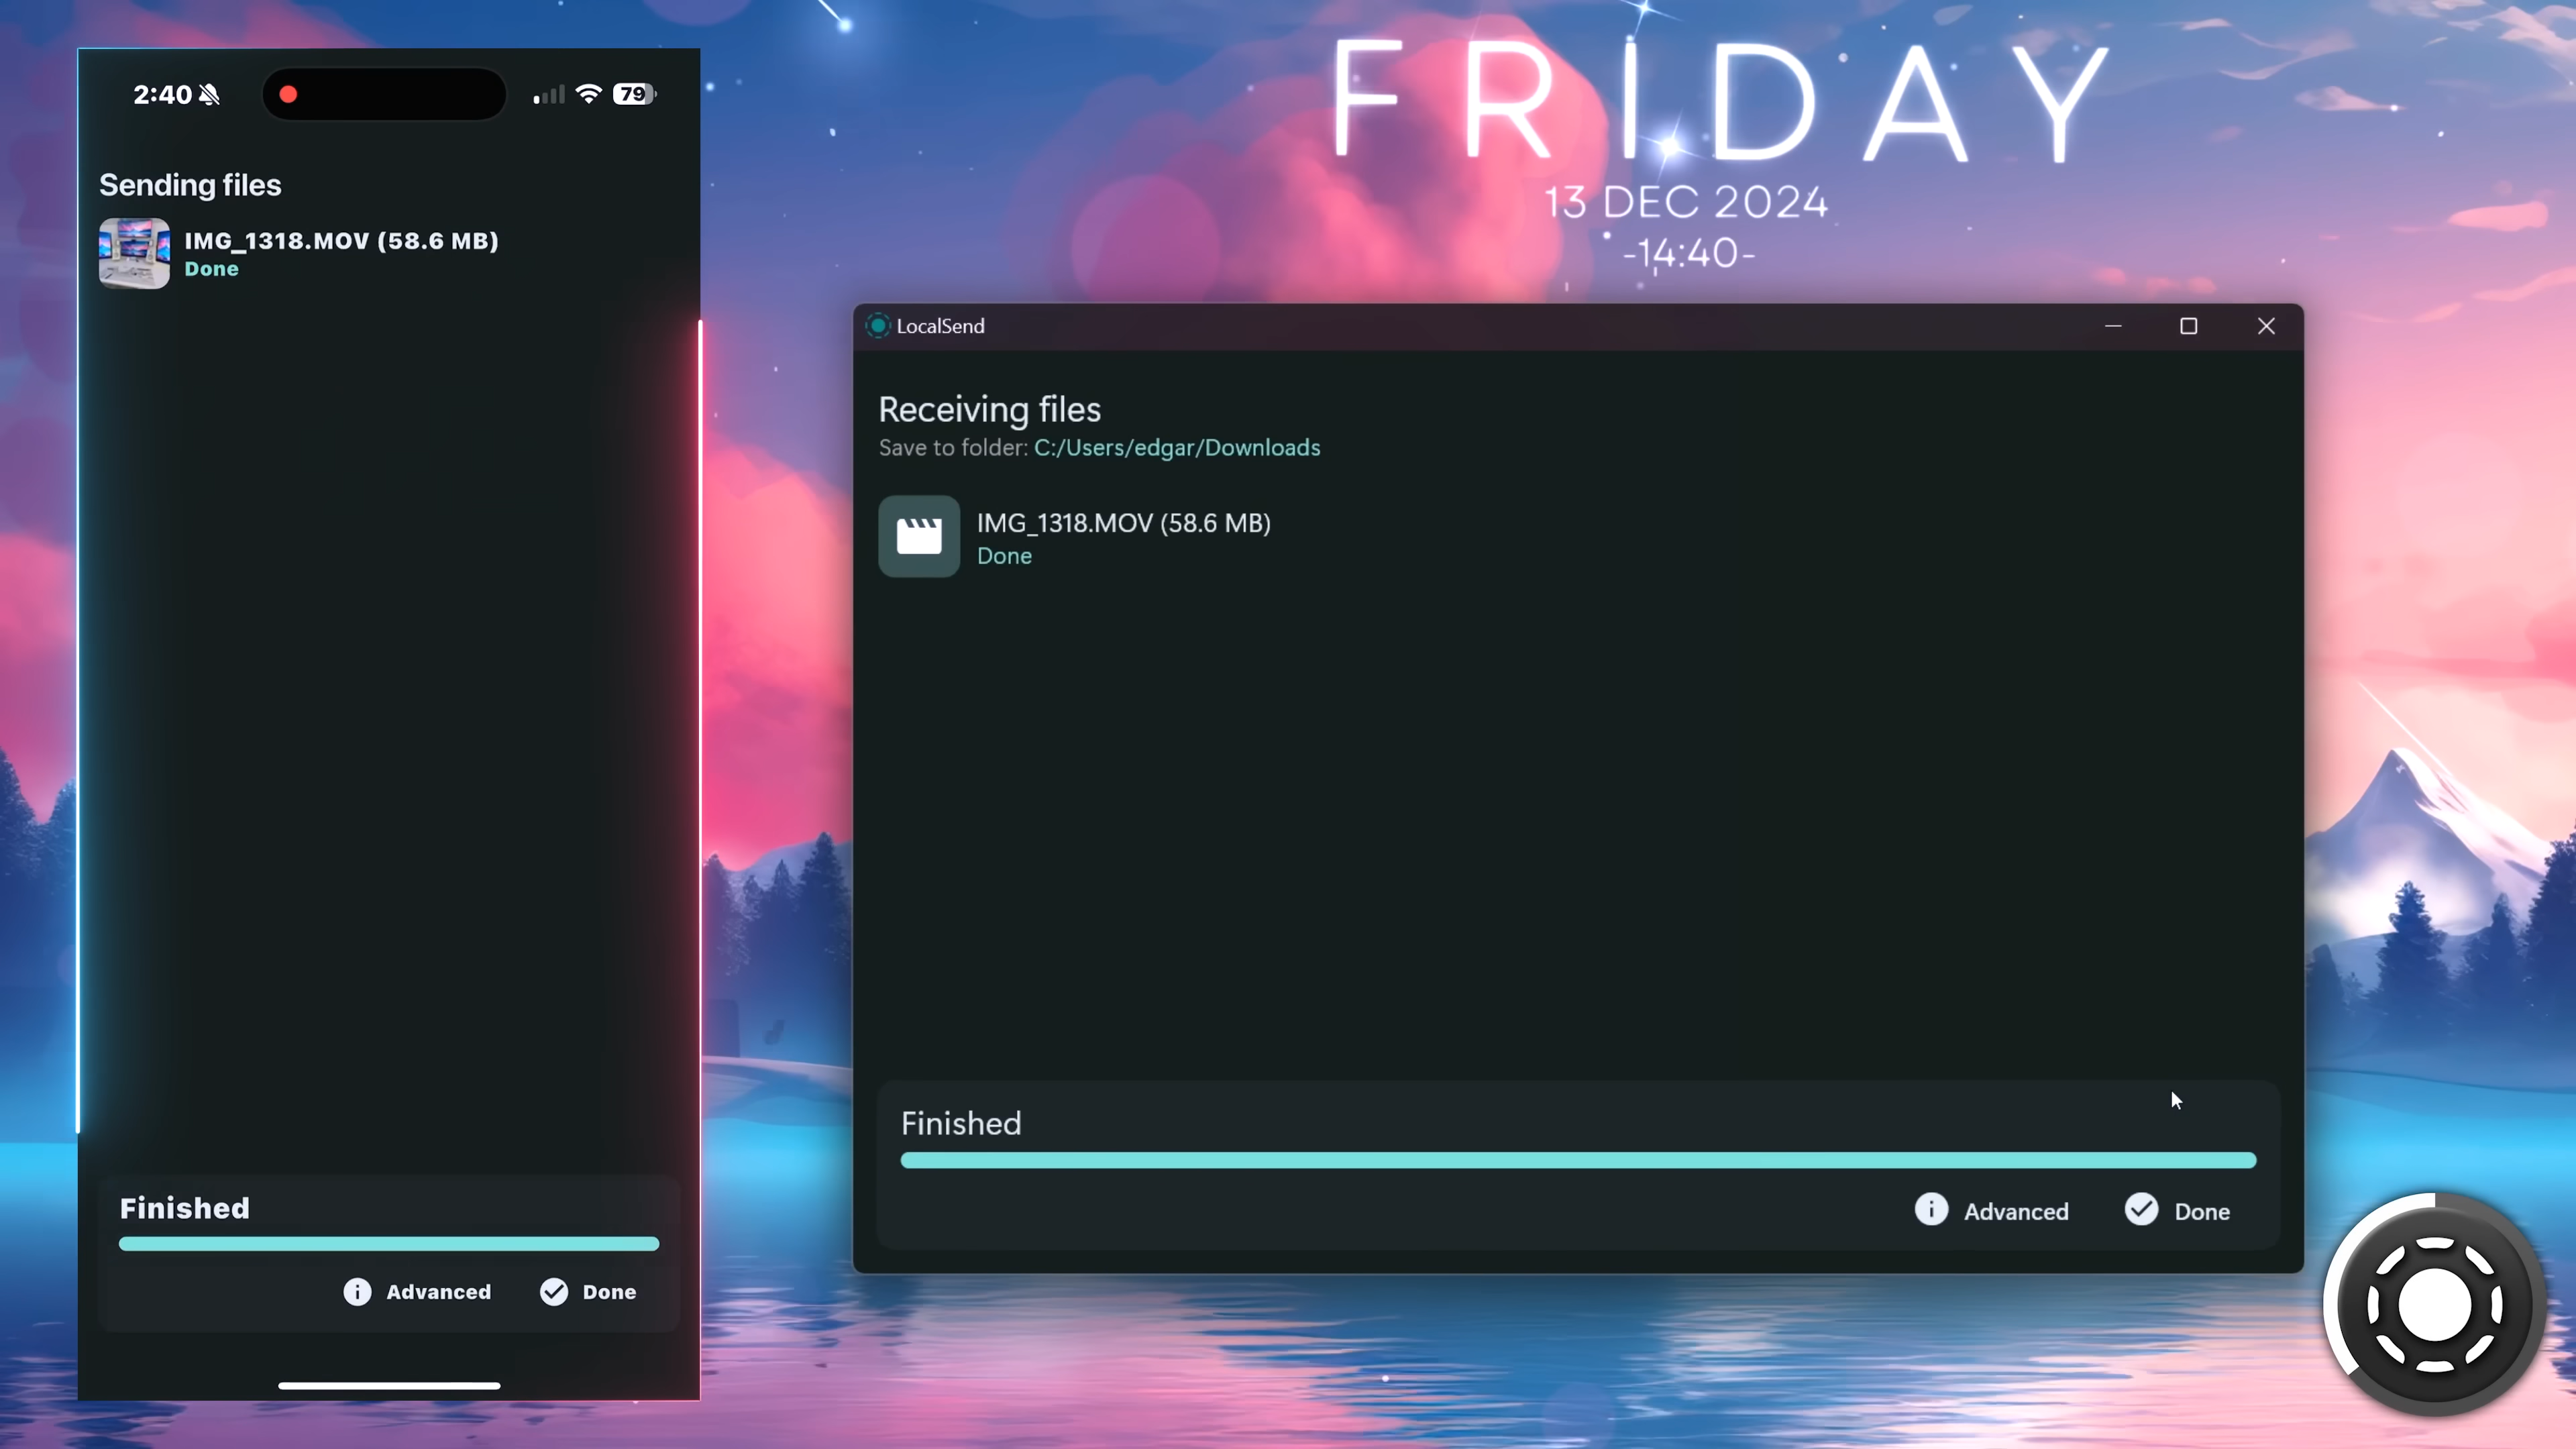 2:40
79
Sending files
IMG_1318.MOV (58.6 MB)
Done
Finished
Advanced
Done
FRIDAY
13 DEC 2024
-14:40-
LocalSend
Receiving files
Save to folder: C:/Users/edgar/Downloads
IMG_1318.MOV (58.6 MB)
Done
Finished
Advanced
Done